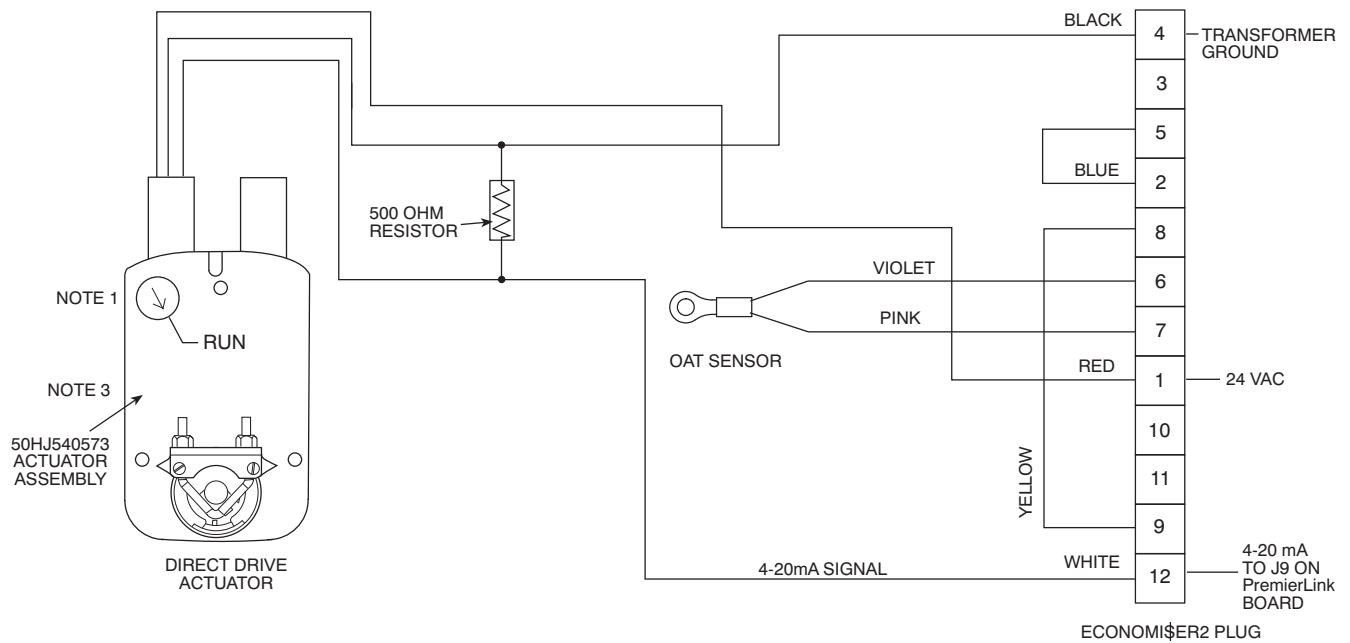 BLACK
4
TRANSFORMER
GROUND
3
5
BLUE
2
500 OHM
RESISTOR
8
VIOLET
6
NOTE 1
PINK
7
RUN
OAT SENSOR
RED
1
24 VAC
NOTE 3
10
50HJ540573
ACTUATOR
ASSEMBLY
11
YELLOW
9
DIRECT DRIVE
ACTUATOR
4-20mA SIGNAL
WHITE
12
4-20 mA
TO J9 ON
PremierLink
BOARD
ECONOMI$ER2 PLUG